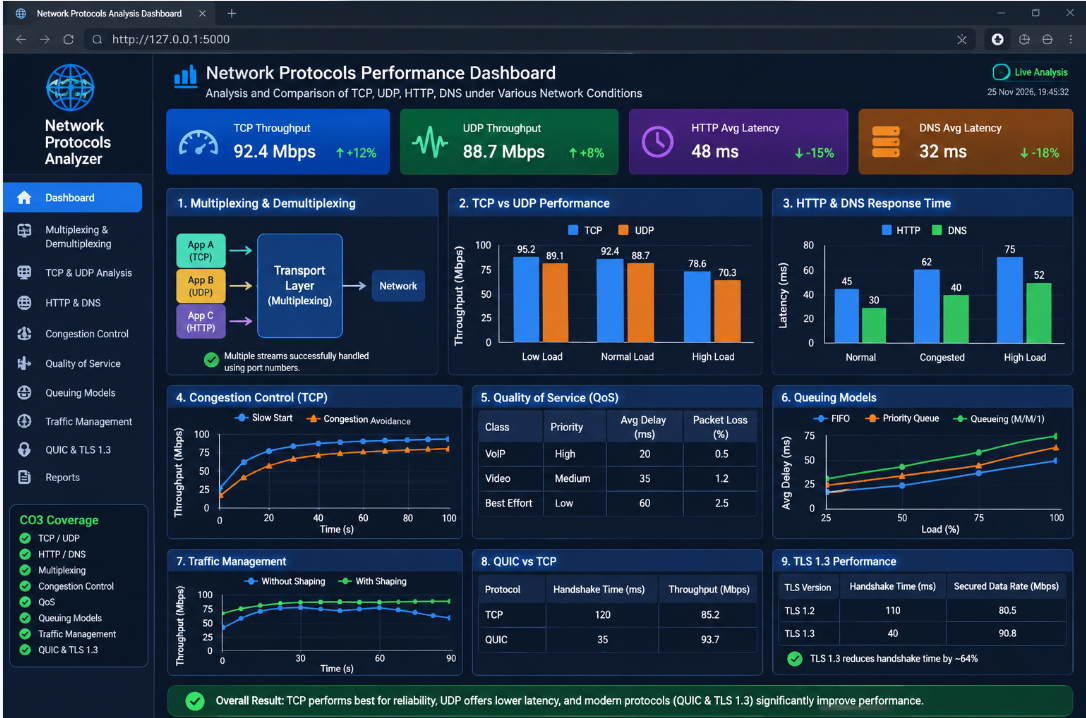 Network Protocols Analysis Dashboard
http://127.0.0.1:5000
Network
Protocols
Analyzer
Dashboard
Multiplexing &
Demultiplexing
TCP & UDP Analysis
HTTP & DNS
Congestion Control
Quality of Service
Queuing Models
Traffic Management
QUIC & TLS 1.3
Reports
CO3 Coverage
TCP / UDP
HTTP / DNS
Multiplexing
Congestion Control
QoS
Queuing Models
Traffic Management
QUIC & TLS 1.3
Network Protocols Performance Dashboard
Analysis and Comparison of TCP, UDP, HTTP, DNS under Various Network Conditions
Live Analysis
25 Nov 2026, 19:45:32
TCP Throughput
92.4 Mbps ↑ +12%
UDP Throughput
88.7 Mbps ↑ +8%
HTTP Avg Latency
48 ms ↓ -15%
DNS Avg Latency
32 ms ↓ -18%
1. Multiplexing & Demultiplexing
App A
(TCP)
App B
(UDP)
App C
(HTTP)
Transport
Layer
(Multiplexing)
Network
Multiple streams successfully handled
using port numbers.
2. TCP vs UDP Performance
TCP UDP
Throughput (Mbps)
100
75
50
25
0
95.2 89.1 92.4 88.7 78.6 70.3
Low Load Normal Load High Load
3. HTTP & DNS Response Time
HTTP DNS
Latency (ms)
80
60
40
20
0
45 30 62 40 75 52
Normal Congested High Load
4. Congestion Control (TCP)
Slow Start Congestion Avoidance
Throughput (Mbps)
100
75
50
25
0
0 20 40 60 80 100
Time (s)
5. Quality of Service (QoS)
Class Priority Avg Delay (ms) Packet Loss (%)
VoIP High 20 0.5
Video Medium 35 1.2
Best Effort Low 60 2.5
6. Queuing Models
FIFO Priority Queue Queueing (M/M/1)
Avg Delay (ms)
75
50
25
0
25 50 75 100
Load (%)
7. Traffic Management
Without Shaping With Shaping
Throughput (Mbps)
100
75
50
25
0
0 30 60 90
Time (s)
8. QUIC vs TCP
Protocol Handshake Time (ms) Throughput (Mbps)
TCP 120 85.2
QUIC 35 93.7
9. TLS 1.3 Performance
TLS Version Handshake Time (ms) Secured Data Rate (Mbps)
TLS 1.2 110 80.5
TLS 1.3 40 90.8
TLS 1.3 reduces handshake time by ~64%
Overall Result: TCP performs best for reliability, UDP offers lower latency, and modern protocols (QUIC & TLS 1.3) significantly improve performance.